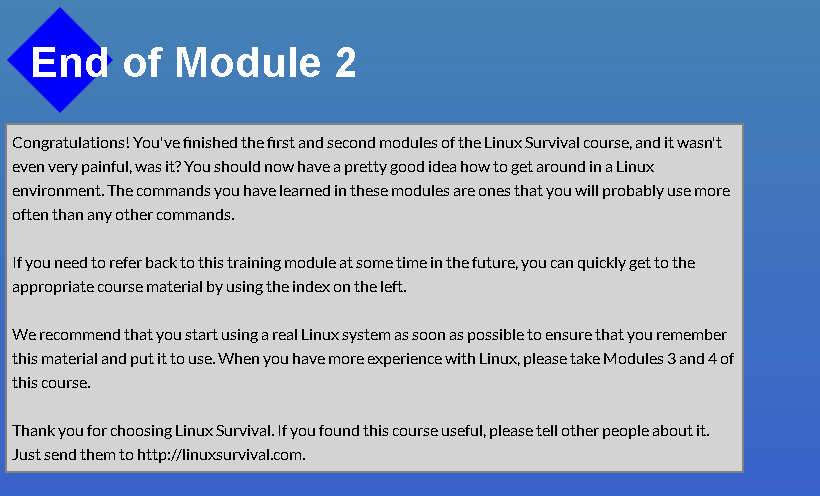 End of Module 2
Congratulations! You've finished the first and second modules of the Linux Survival course, and it wasn't
even very painful, was it? You should now have a pretty good idea how to get around in a Linux
environment. The commands you have learned in these modules are ones that you will probably use more
often than any other commands.
If you need to refer back to this training module at some time in the future, you can quickly get to the
appropriate course material by using the index on the left.
We recommend that you start using a real Linux system as soon as possible to ensure that you remember
this material and put it to use. When you have more experience with Linux, please take Modules 3 and 4 of
this course.
Thank you for choosing Linux Survival. If you found this course useful, please tell other people about it.
Just send them to http://linuxsurvival.com.